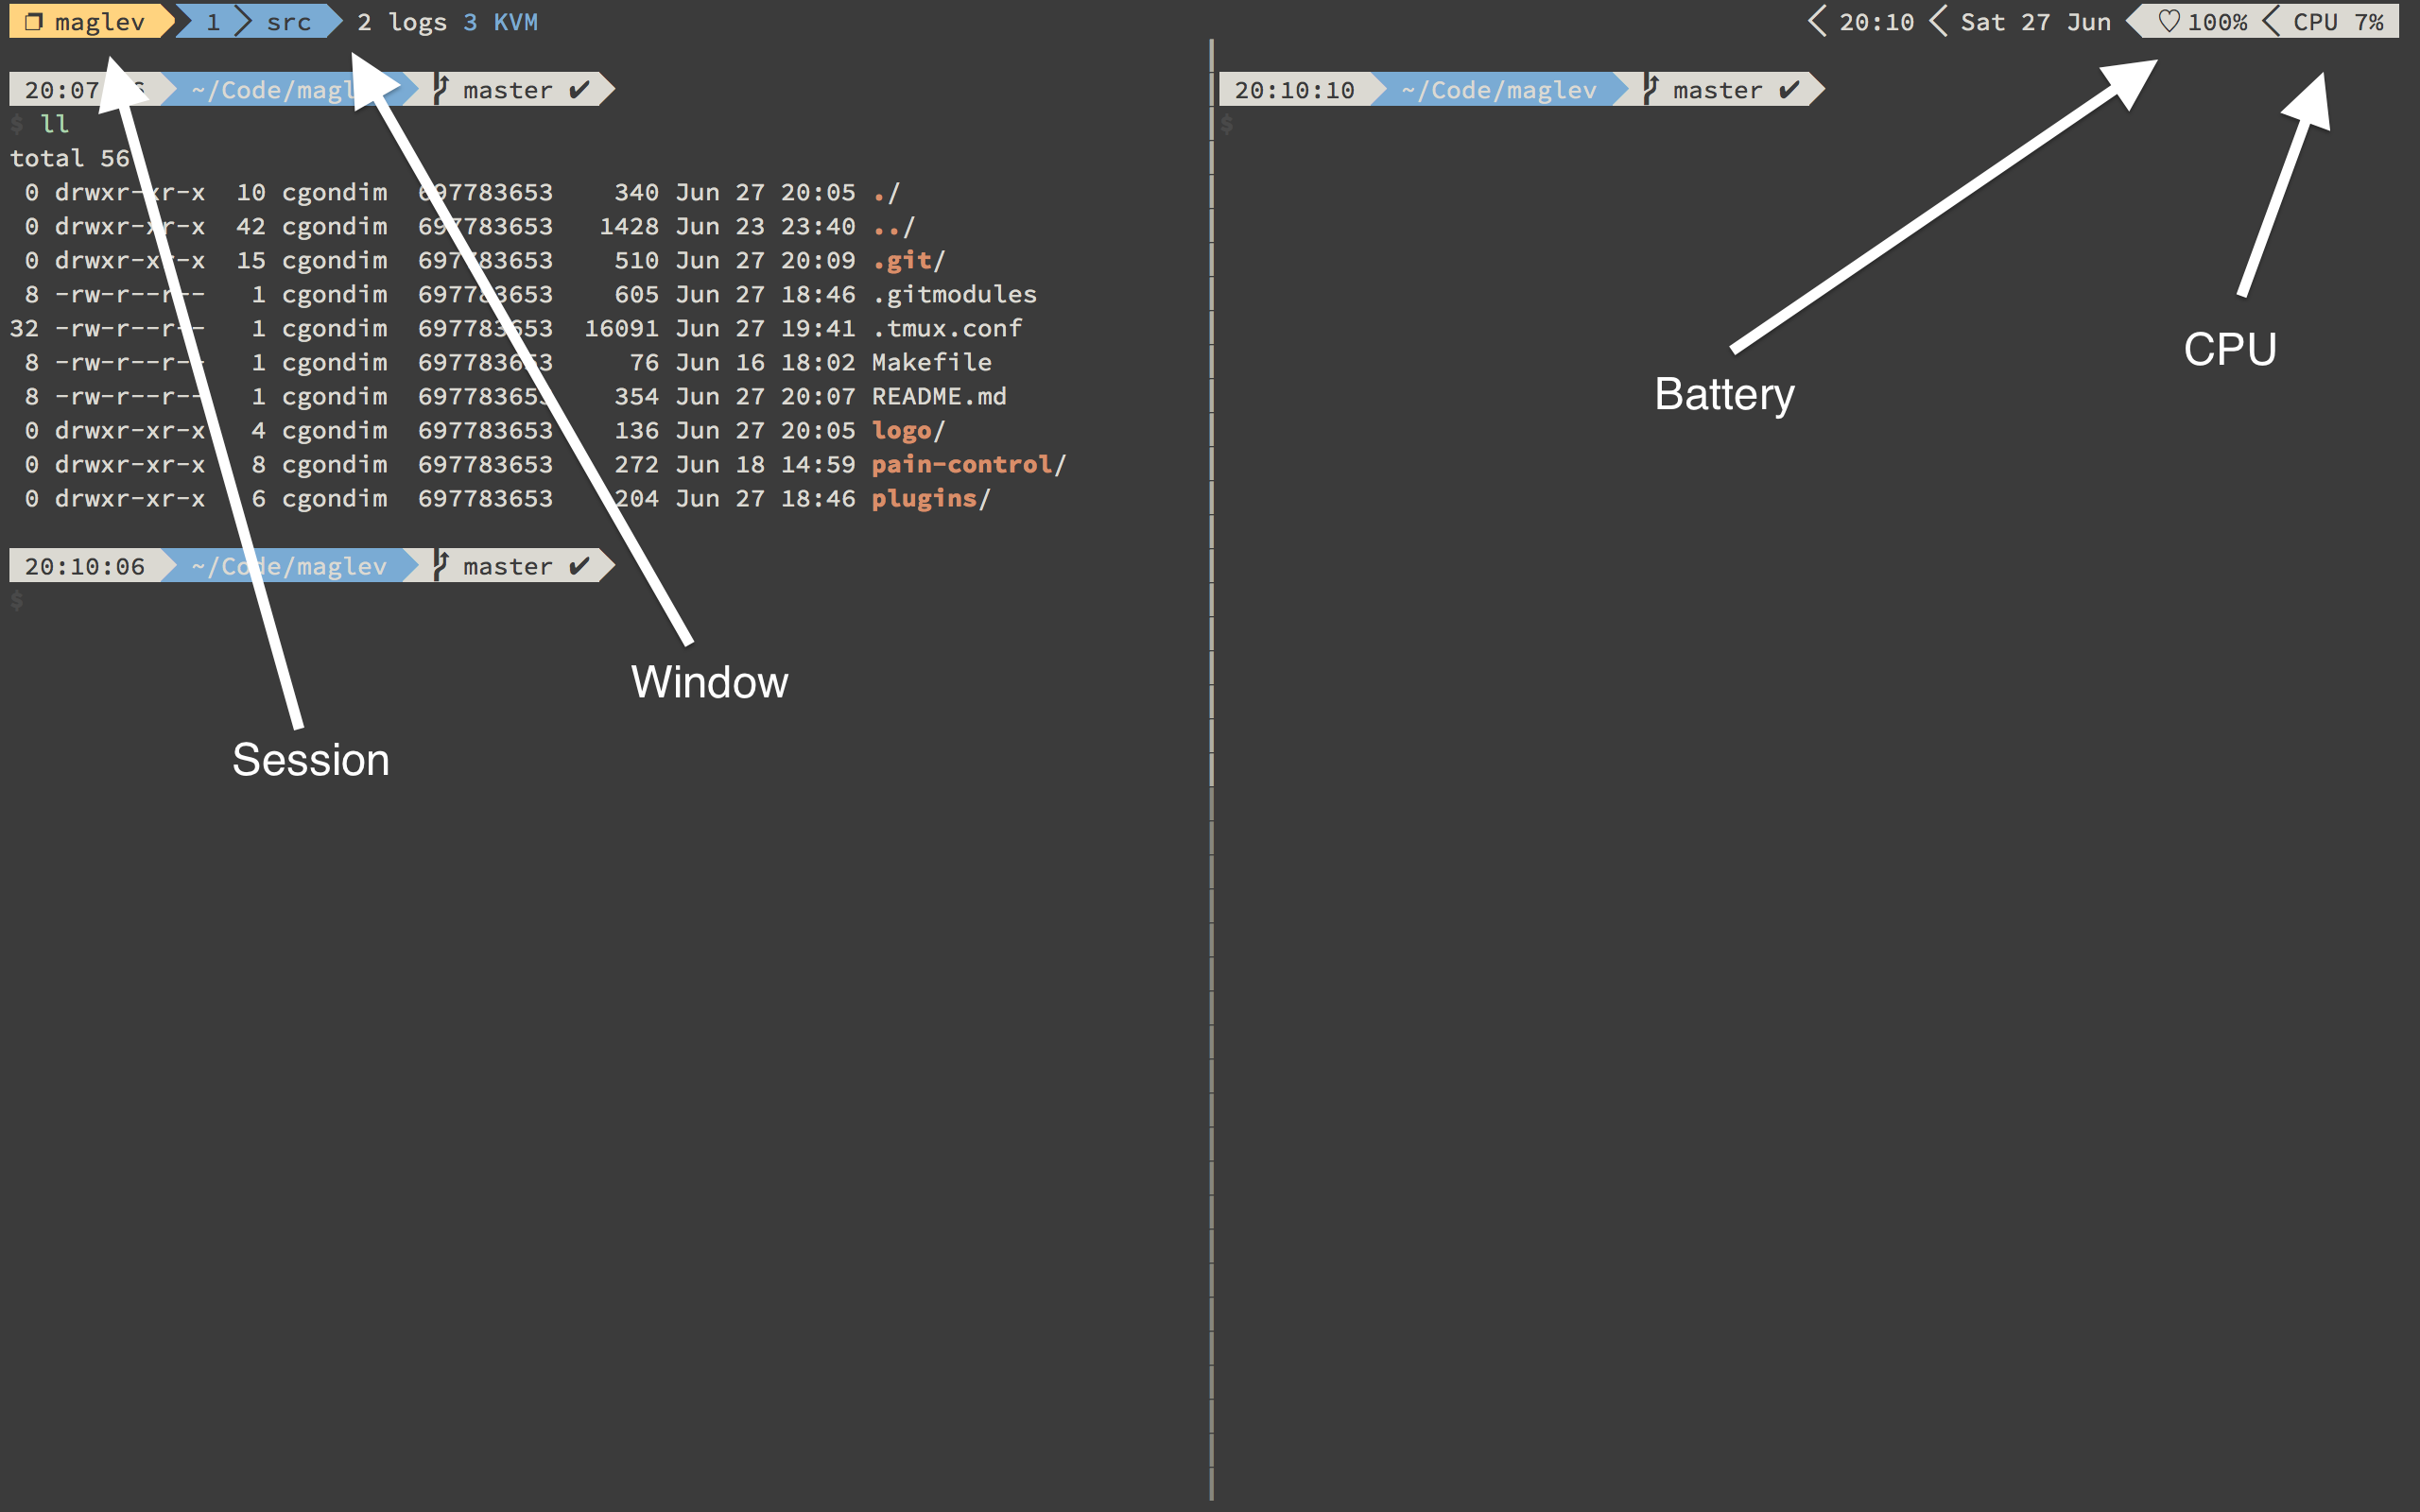 maglev 1 src 2 logs 3 KVM 20:10 Sat 27 Jun ♡ 100% CPU 7%
20:07 ~/Code/magl master ✔
$ ll
total 56
0 drwxr-xr-x 10 cgondim 697783653 340 Jun 27 20:05 ./
0 drwxr-xr-x 42 cgondim 697783653 1428 Jun 23 23:40 ../
0 drwxr-xr-x 15 cgondim 697783653 510 Jun 27 20:09 .git/
8 -rw-r--r-- 1 cgondim 697783653 605 Jun 27 18:46 .gitmodules
32 -rw-r--r-- 1 cgondim 697783653 16091 Jun 27 19:41 .tmux.conf
8 -rw-r--r-- 1 cgondim 697783653 76 Jun 16 18:02 Makefile
8 -rw-r--r-- 1 cgondim 697783653 354 Jun 27 20:07 README.md
0 drwxr-xr-x 4 cgondim 697783653 136 Jun 27 20:05 logo/
0 drwxr-xr-x 8 cgondim 697783653 272 Jun 18 14:59 pain-control/
0 drwxr-xr-x 6 cgondim 697783653 204 Jun 27 18:46 plugins/
20:10:06 ~/Code/maglev master ✔
$
Window
Session
20:10:10 ~/Code/maglev master ✔
$
CPU
Battery